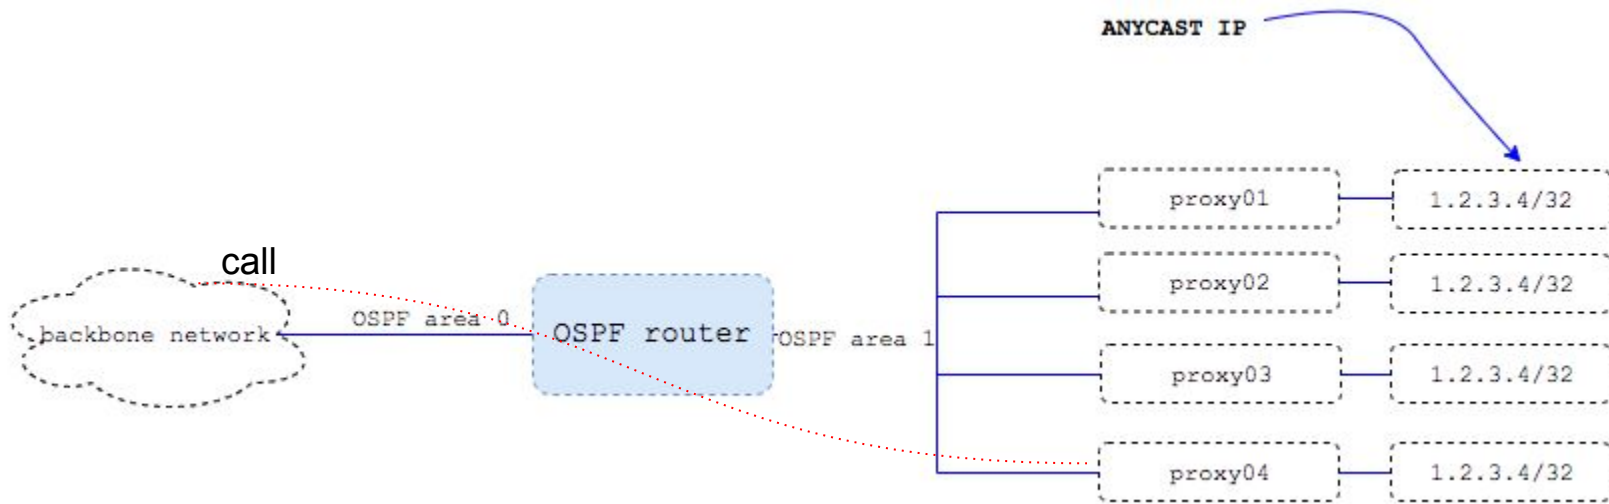 ANYCAST IP
proxy01
1.2.3.4/32
call
proxy02
1.2.3.4/32
backbone network
OSPF area 0
OSPF router
OSPF area 1
proxy03
1.2.3.4/32
proxy04
1.2.3.4/32